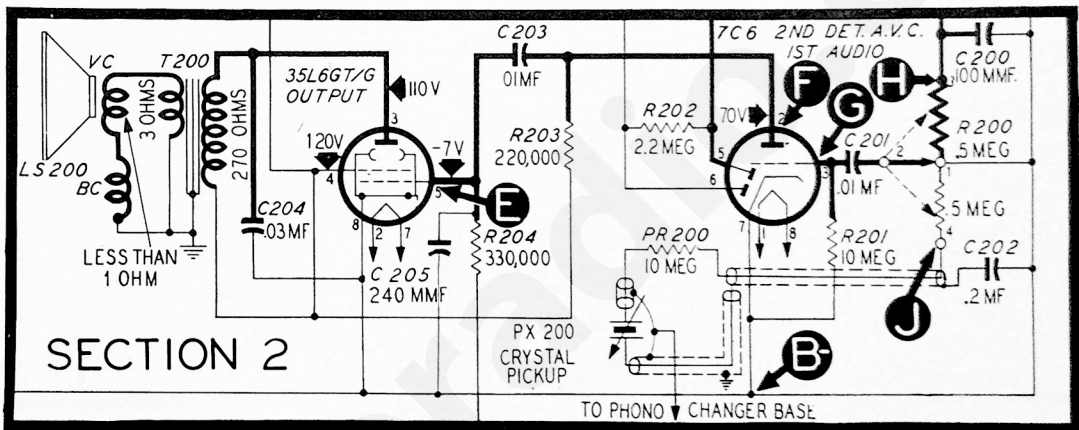 C203
.01MF
7C6 2ND DET. A.V.C.
1ST AUDIO
C200
100 MMF.
VC
T200
35L6GT/G
OUTPUT
110V
3
3 OHMS
270 OHMS
120V
4
-7V
5
E
R203
220,000
R202
2.2 MEG
70V
2
F
G
H
C201
.01 MF
2
R200
.5 MEG
1
5
6
3
7
1
8
LS200
BC
LESS THAN
1 OHM
C204
.03MF
8
2
7
C205
240 MMF
R204
330,000
PR200
10 MEG
R201
10 MEG
.5 MEG
4
C202
.2 MF
J
SECTION 2
PX 200
CRYSTAL
PICKUP
B-
TO PHONO CHANGER BASE